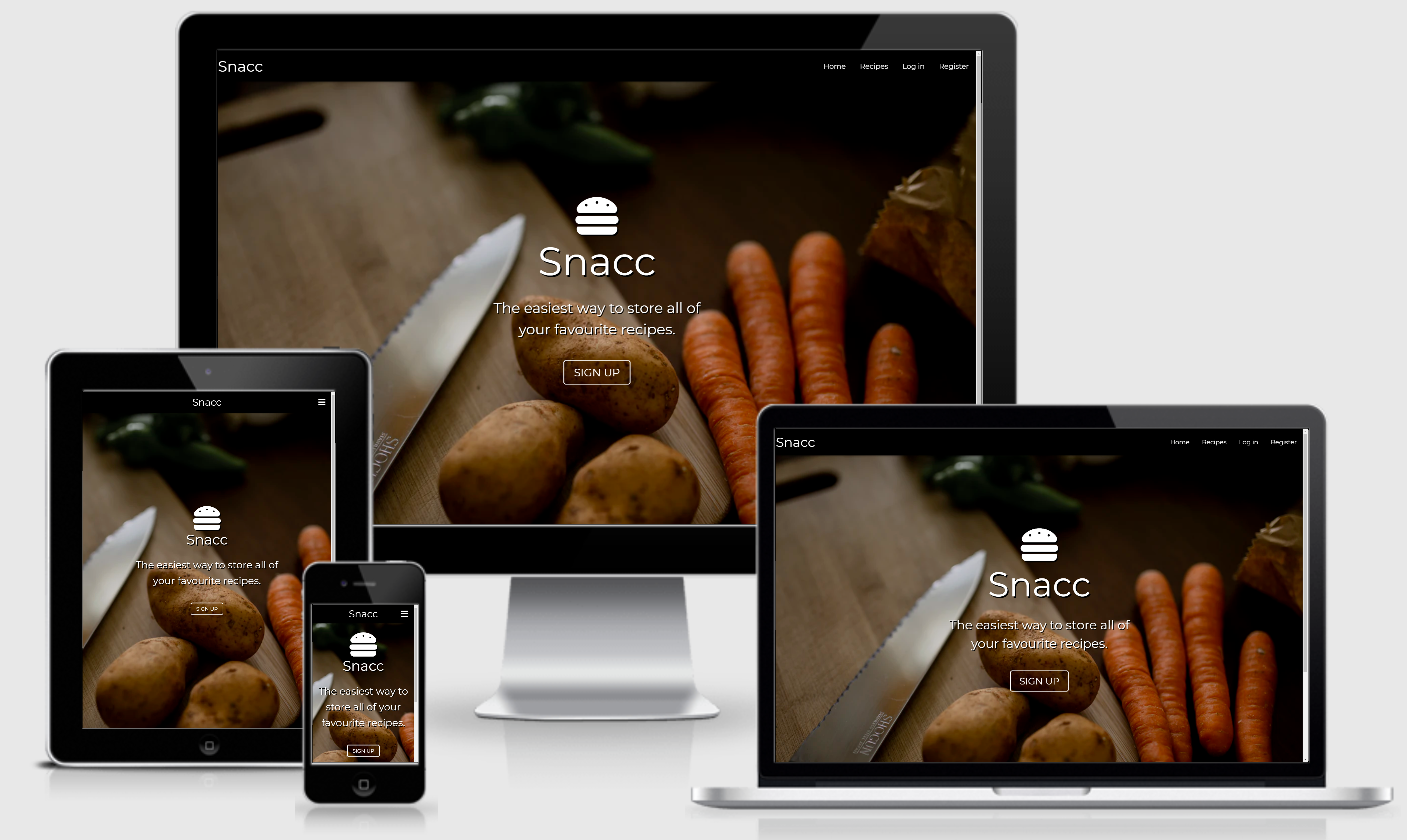 Snacc
Home Recipes Log in Register
Snacc
The easiest way to store all of
your favourite recipes.
SIGN UP
Snacc
Snacc
The easiest way to store all of
your favourite recipes.
SIGN UP
Snacc
Snacc
The easiest way to
store all of your
favourite recipes.
SIGN UP
Snacc
Home Recipes Log in Register
Snacc
The easiest way to store all of
your favourite recipes.
SIGN UP
SHOGUN